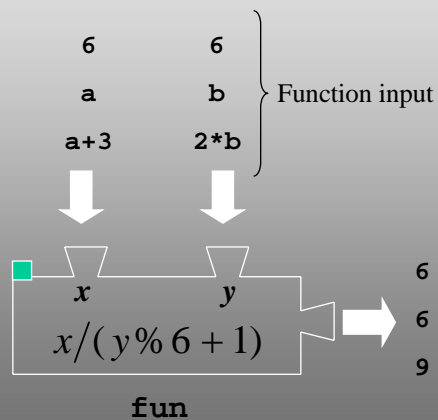 6 6
a b
Function input
a+3 2*b
x y
6
x/(y%6+1)
6
9
fun